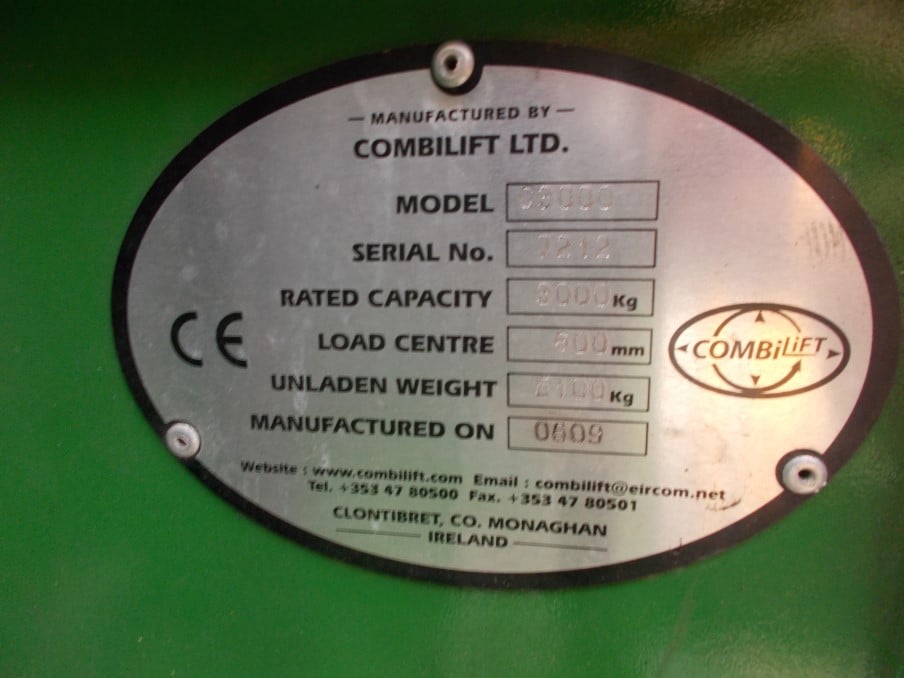 — MANUFACTURED BY —
COMBILIFT LTD.
MODEL
SERIAL No. 7212
RATED CAPACITY Kg
LOAD CENTRE 600 mm
UNLADEN WEIGHT Kg
MANUFACTURED ON 0609
CE
COMBiLiFT
Website : www.combilift.com Email : combilift@eircom.net
Tel. +353 47 80500 Fax. +353 47 80501
CLONTIBRET, CO. MONAGHAN
IRELAND